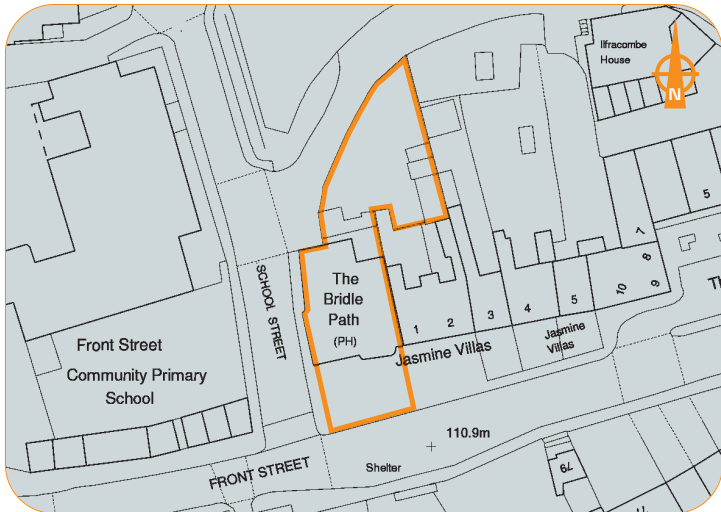 Ilfracombe
House
N
5
7
8
9
10
SCHOOL STREET
The
Bridle
Path
(PH)
1
2
3
4
5
Jasmine Villas
Jasmine
Villas
Front Street
Community Primary
School
110.9m
FRONT STREET
Shelter
79